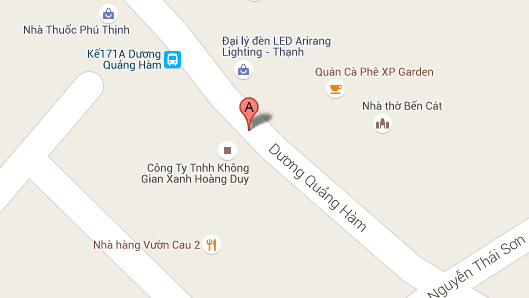 Nhà Thuốc Phú Thịnh
Kế171A Dương
Quảng Hàm
Đại lý đèn LED Arirang
Lighting - Thạnh
Quán Cà Phê XP Garden
Nhà thờ Bến Cát
A
Công Ty Tnhh Không
Gian Xanh Hoàng Duy
Dương Quảng Hàm
Nhà hàng Vườn Cau 2
Nguyễn Thái Sơn